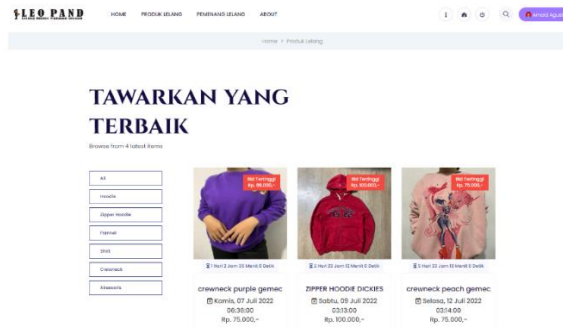 LEO PAND
HOME PRODUK LELANG PEMENANG LELANG ABOUT
Home > Produk Lelang
TAWARKAN YANG
TERBAIK
Browse from 4 latest items
All
Hoodie
Zipper Hoodie
Flannel
Shirt
Crewneck
Aksesoris
Bid Tertinggi
Bid Tertinggi
Rp. 100.000,-
Bid Tertinggi
Rp. 75.000,-
crewneck purple gemec
Kamis, 07 Juli 2022
06:36:00
Rp. 75.000,-
ZIPPER HOODIE DICKIES
Sabtu, 09 Juli 2022
03:13:00
Rp. 100.000,-
crewneck peach gemec
Selasa, 12 Juli 2022
03:14:00
Rp. 75.000,-